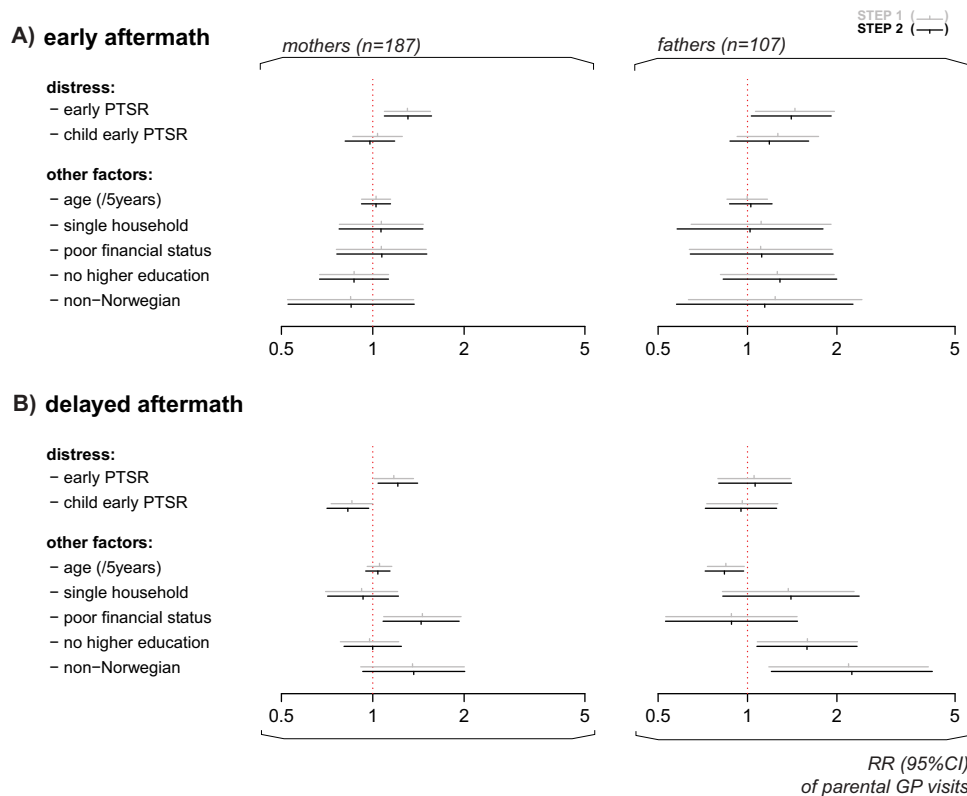 STEP 1 ( )
STEP 2 ( )
A) early aftermath
mothers (n=187)
fathers (n=107)
distress:
− early PTSR
− child early PTSR
other factors:
− age (/5years)
− single household
− poor financial status
− no higher education
− non−Norwegian
0.5 1 2 5
0.5 1 2 5
B) delayed aftermath
distress:
− early PTSR
− child early PTSR
other factors:
− age (/5years)
− single household
− poor financial status
− no higher education
− non−Norwegian
0.5 1 2 5
0.5 1 2 5
RR (95%CI)
of parental GP visits